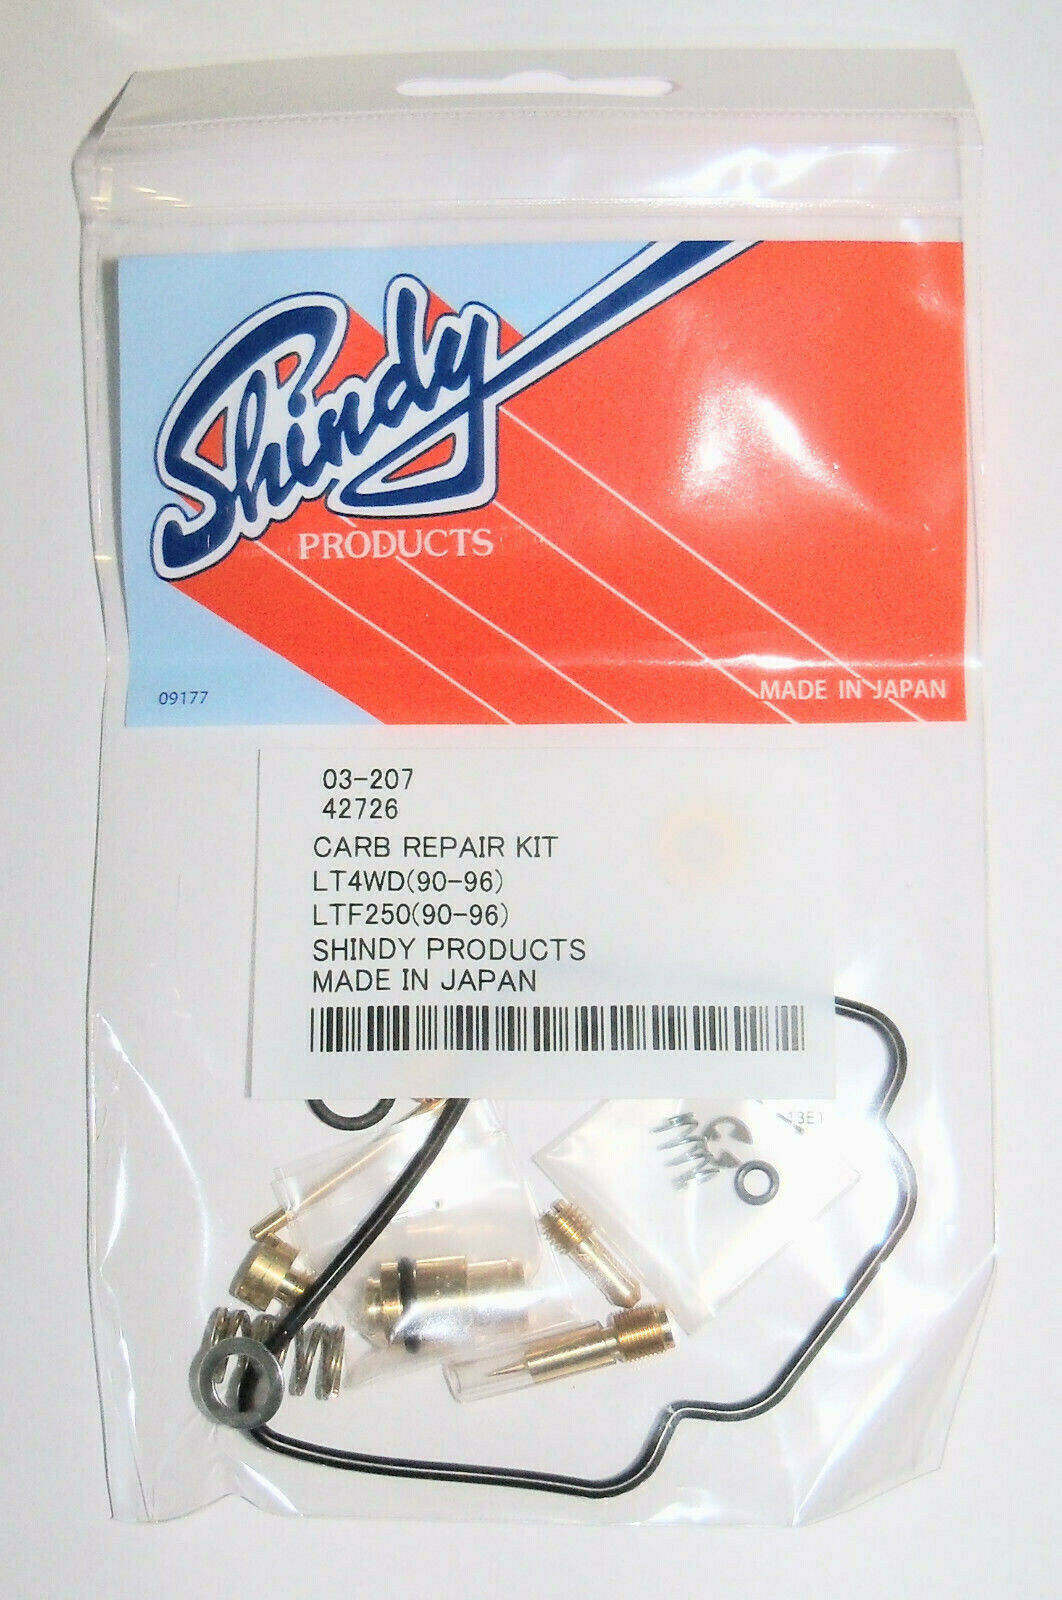 Shindy
PRODUCTS
09177
MADE IN JAPAN
03-207
42726
CARB REPAIR KIT
LT4WD(90-96)
LTF250(90-96)
SHINDY PRODUCTS
MADE IN JAPAN
13E1